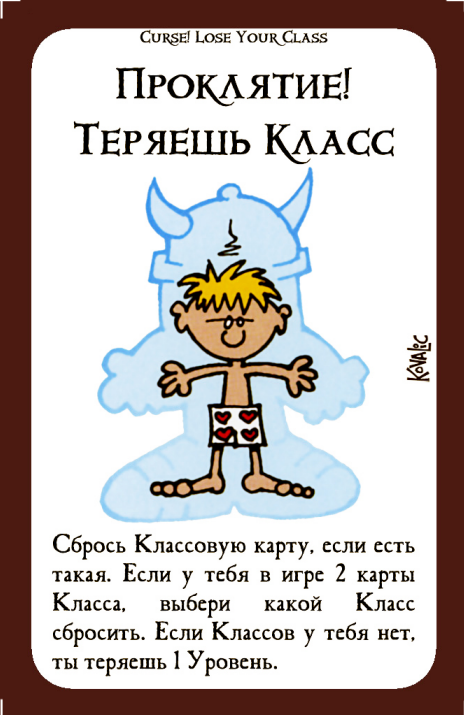 Curse! Lose Your Class
Проклятие!
Теряешь Класс
Kovalic
Сбрось Классовую карту, если есть
такая. Если у тебя в игре 2 карты
Класса, выбери какой Класс
сбросить. Если Классов у тебя нет,
ты теряешь 1 Уровень.